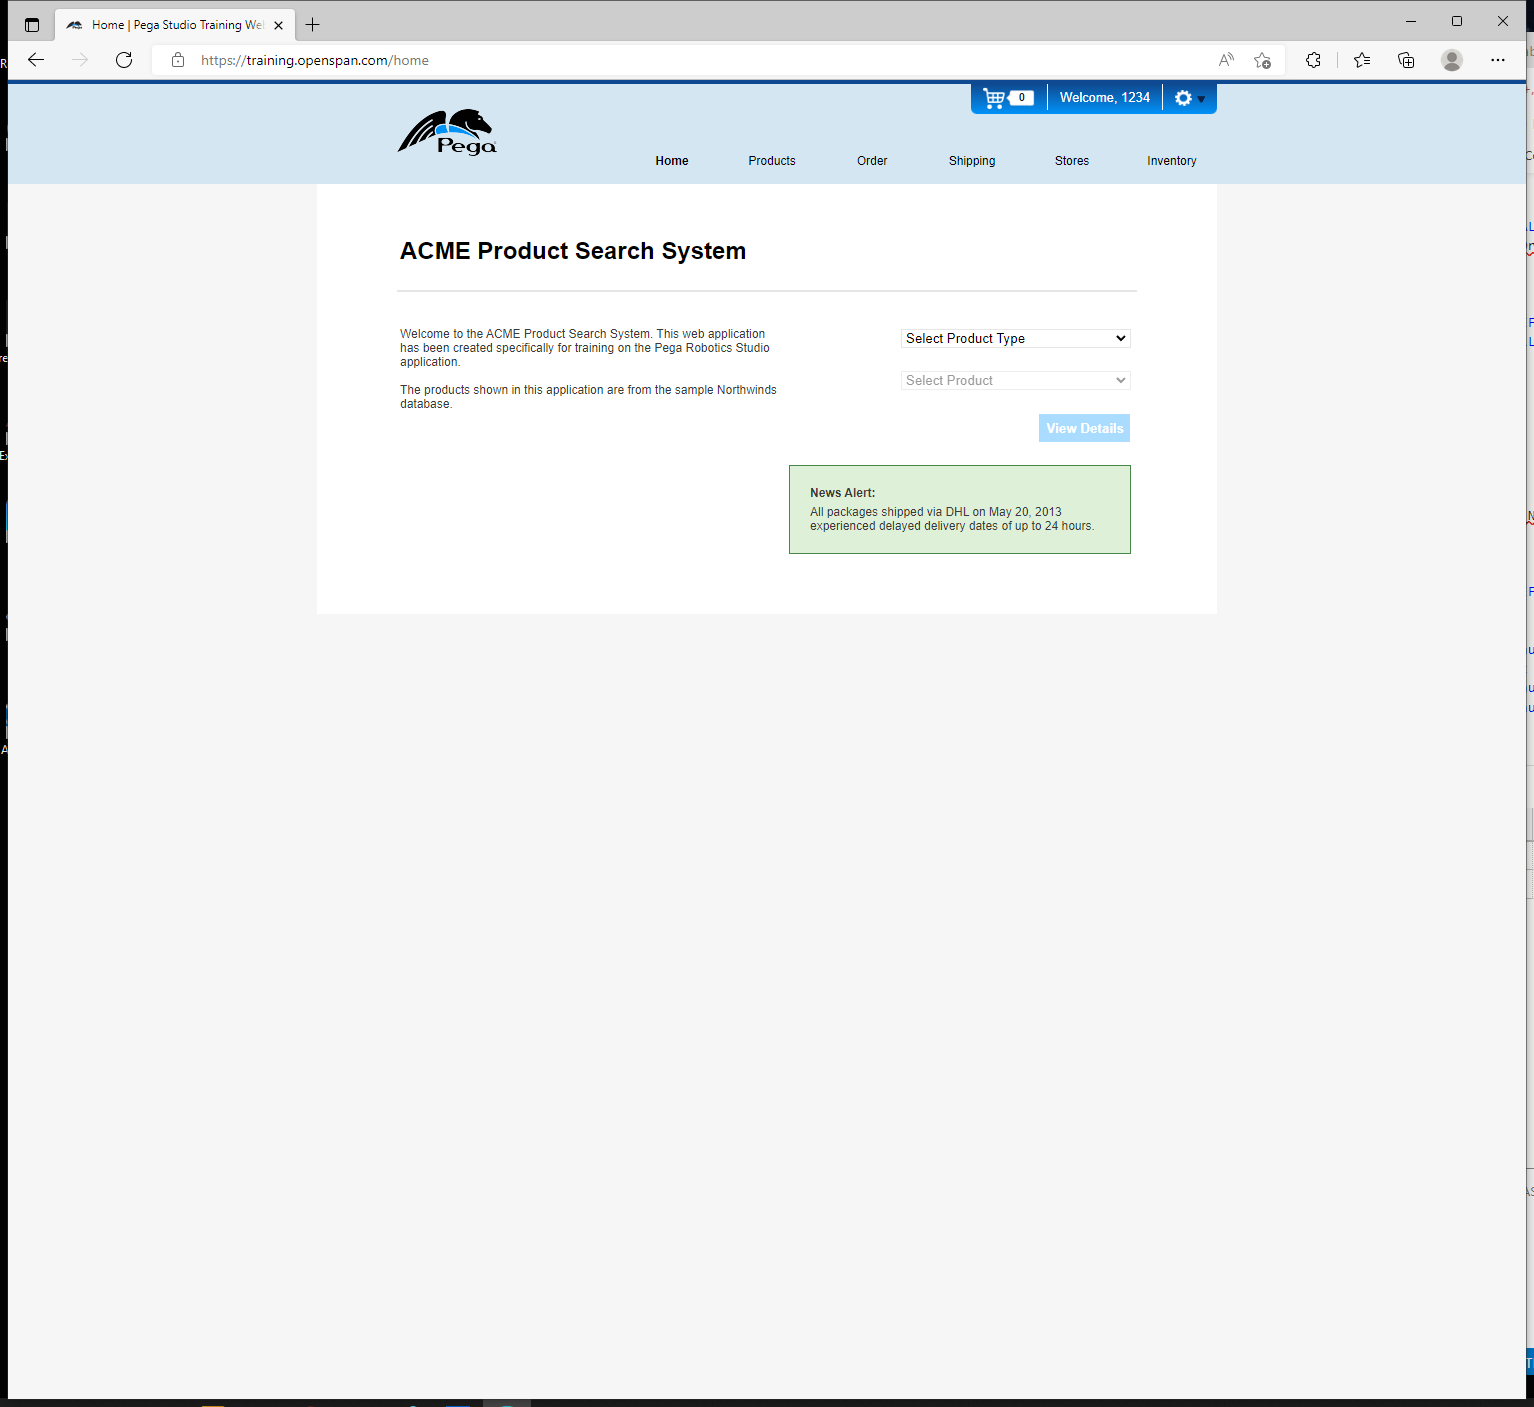 Home | Pega Studio Training We
https://training.openspan.com/home
0
Welcome, 1234
Pega
Home
Products
Order
Shipping
Stores
Inventory
ACME Product Search System
Welcome to the ACME Product Search System. This web application
has been created specifically for training on the Pega Robotics Studio
application.
The products shown in this application are from the sample Northwinds
database.
Select Product Type
Select Product
View Details
News Alert:
All packages shipped via DHL on May 20, 2013
experienced delayed delivery dates of up to 24 hours.